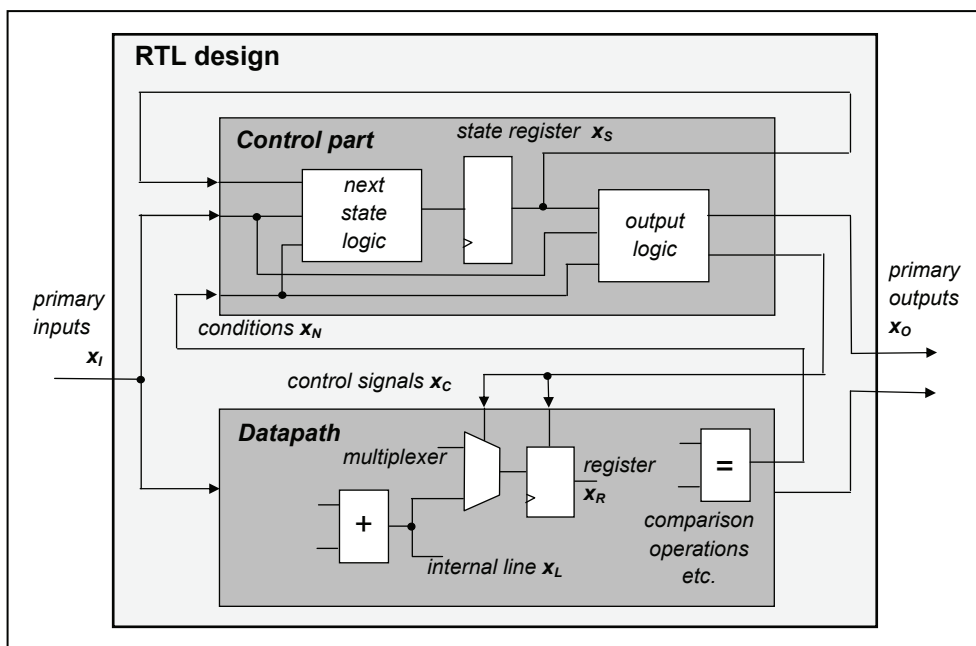 RTL design
Control part
state register x_S
next
state
logic
output
logic
primary
inputs
x_I
conditions x_N
primary
outputs
x_O
control signals x_C
Datapath
multiplexer
register
x_R
+
=
internal line x_L
comparison
operations
etc.